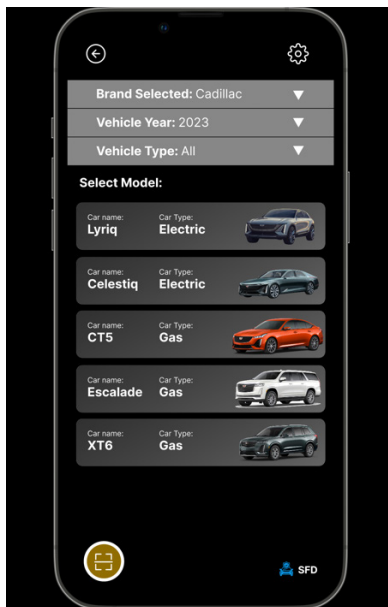 Brand Selected: Cadillac
Vehicle Year: 2023
Vehicle Type: All
Select Model:
Car name: Car Type:
Lyriq Electric
Car name: Car Type:
Celestiq Electric
Car name: Car Type:
CT5 Gas
Car name: Car Type:
Escalade Gas
Car name: Car Type:
XT6 Gas
SFD